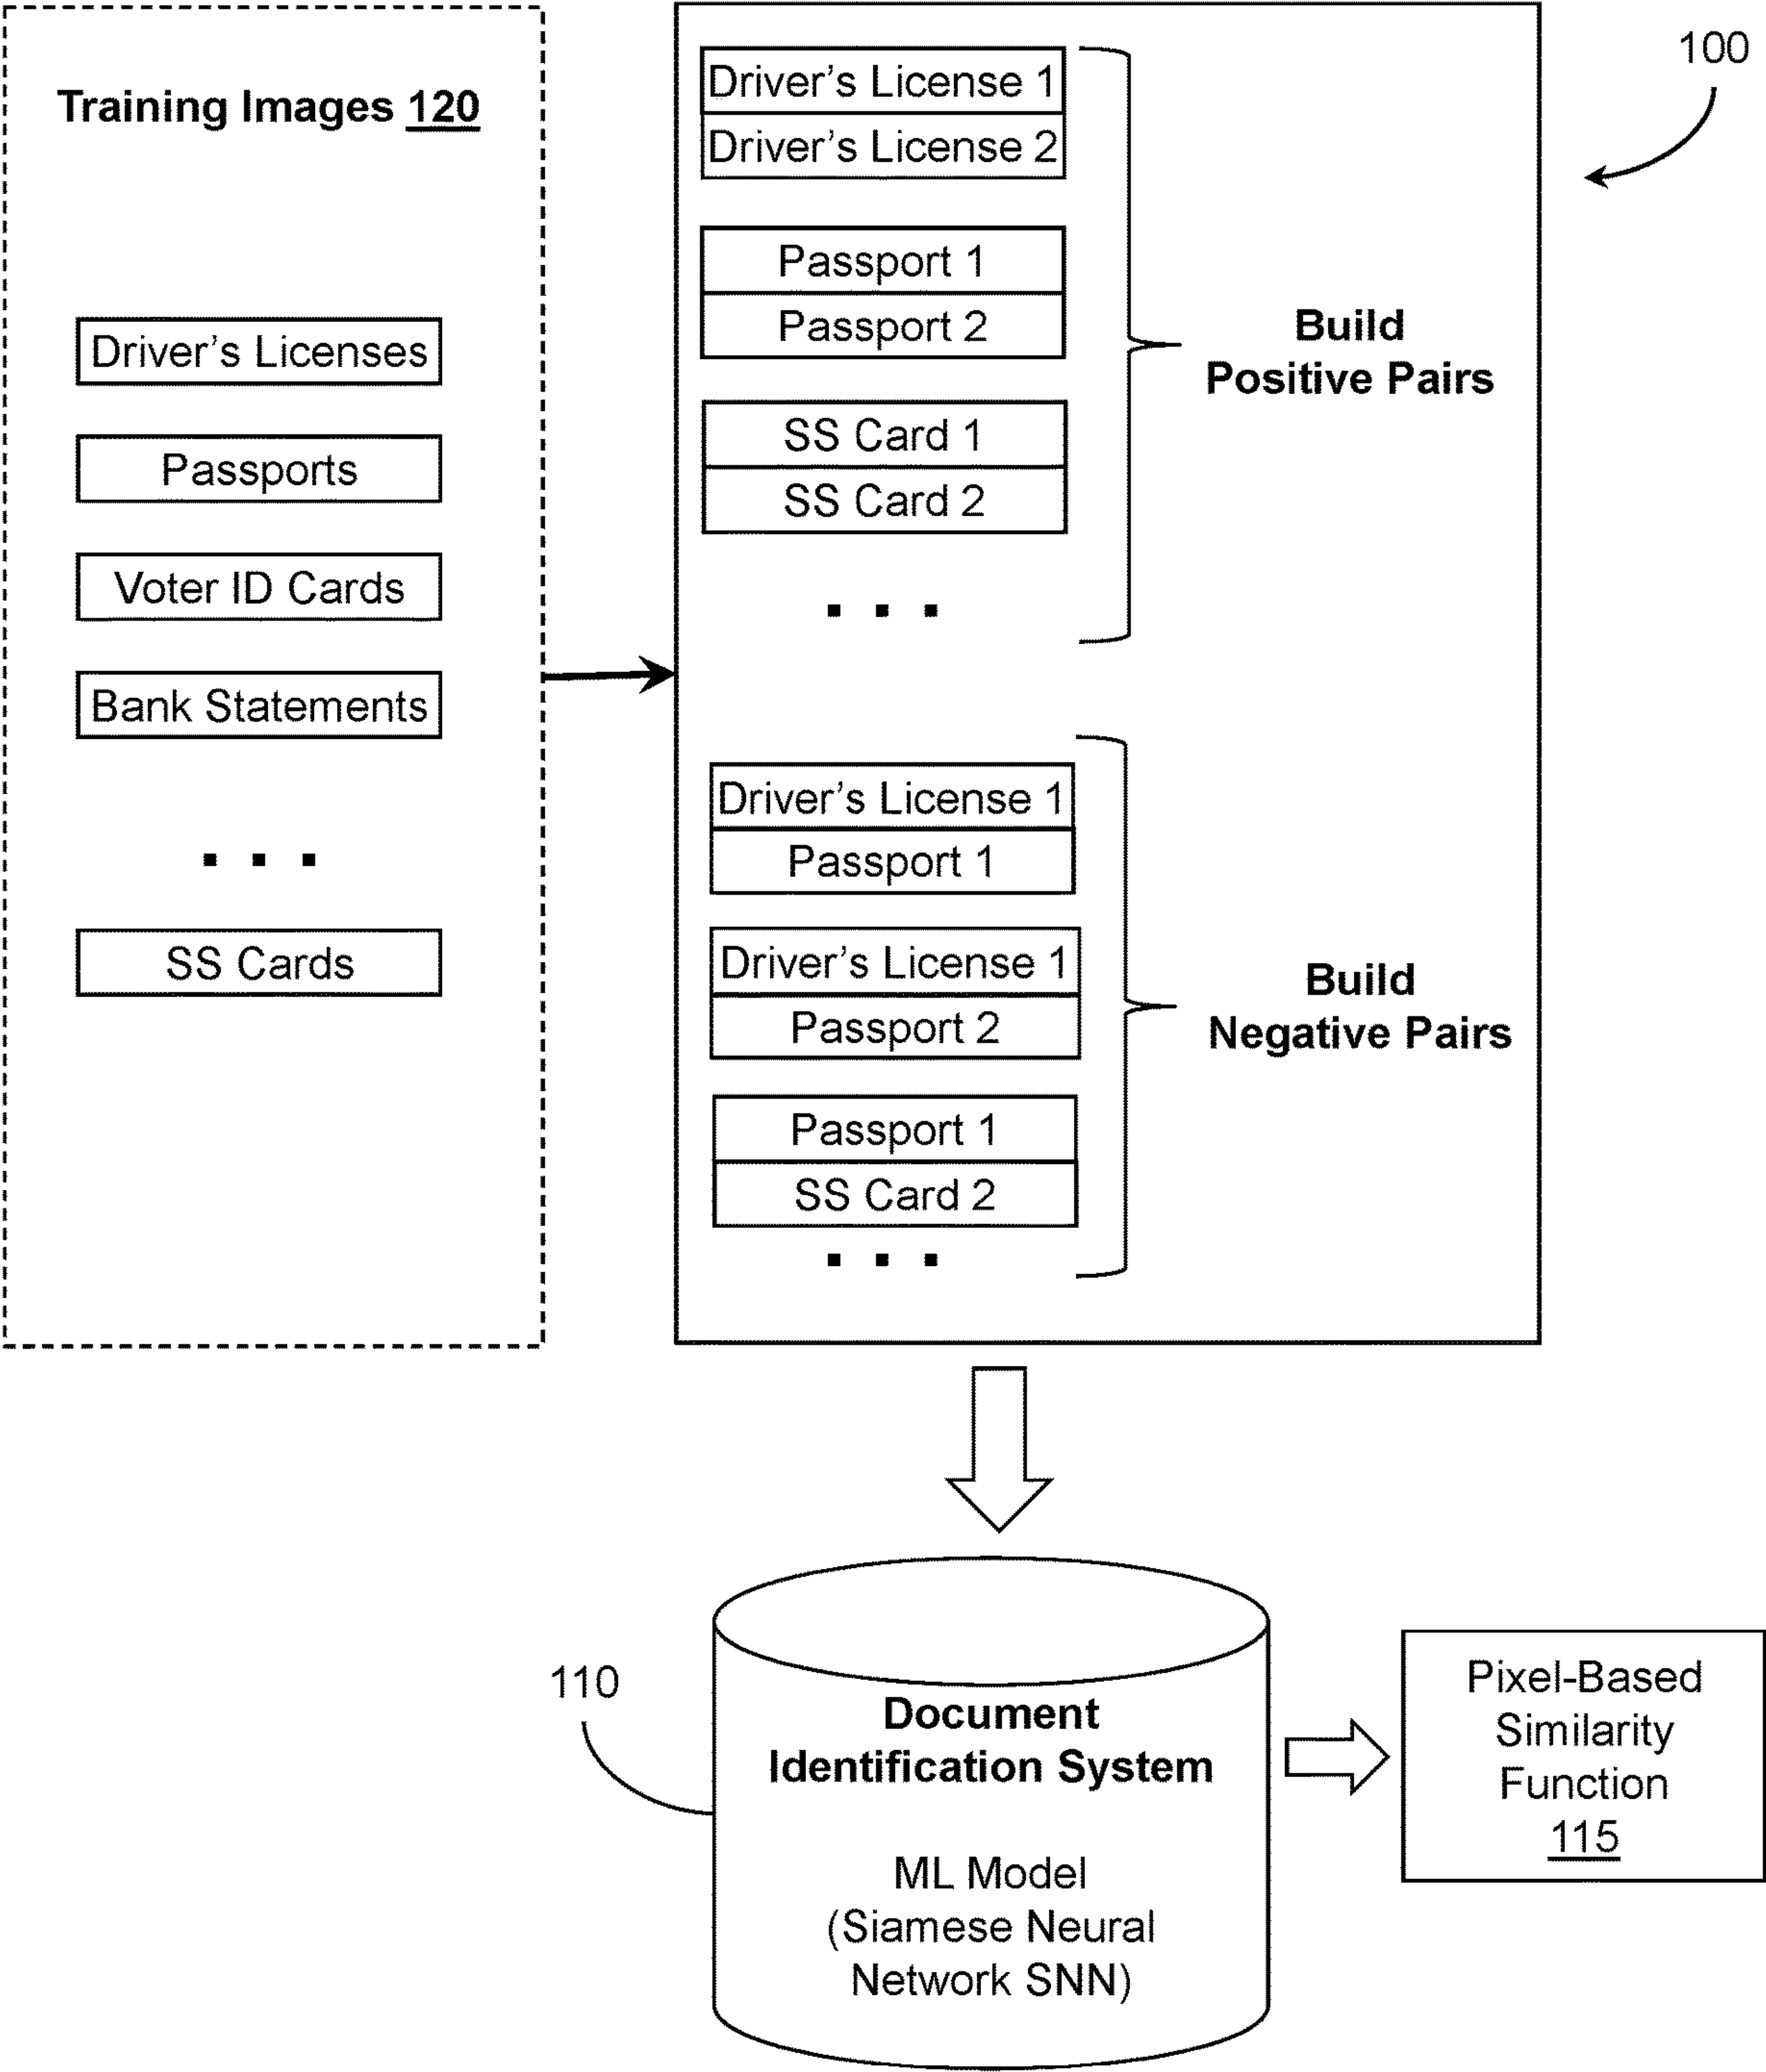 100
Training Images 120
Driver's Licenses
Passports
Voter ID Cards
Bank Statements
. . .
SS Cards
Driver's License 1
Driver's License 2
Passport 1
Passport 2
SS Card 1
SS Card 2
. . .
Build
Positive Pairs
Driver's License 1
Passport 1
Driver's License 1
Passport 2
Passport 1
SS Card 2
. . .
Build
Negative Pairs
110
Document
Identification System
ML Model
(Siamese Neural
Network SNN)
Pixel-Based
Similarity
Function
115